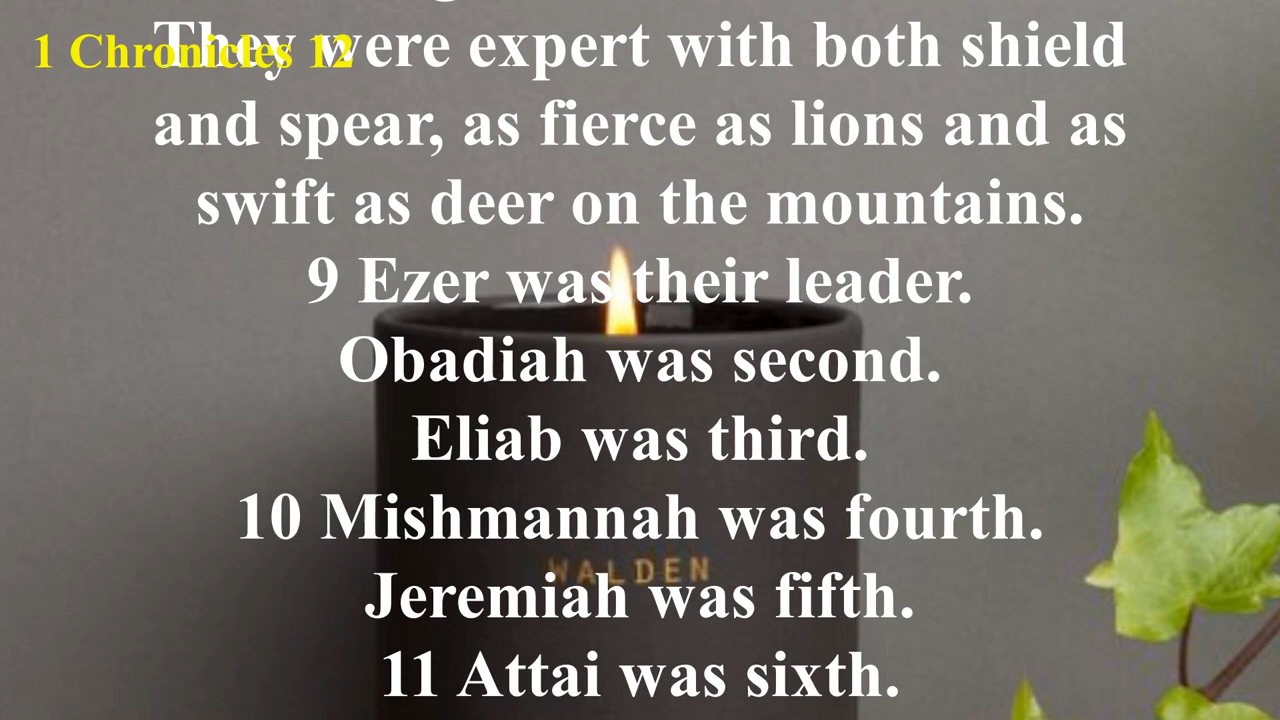 1 Chronicles 12
They were expert with both shield
and spear, as fierce as lions and as
swift as deer on the mountains.
9 Ezer was their leader.
Obadiah was second.
Eliab was third.
10 Mishmannah was fourth.
WALDEN
Jeremiah was fifth.
11 Attai was sixth.